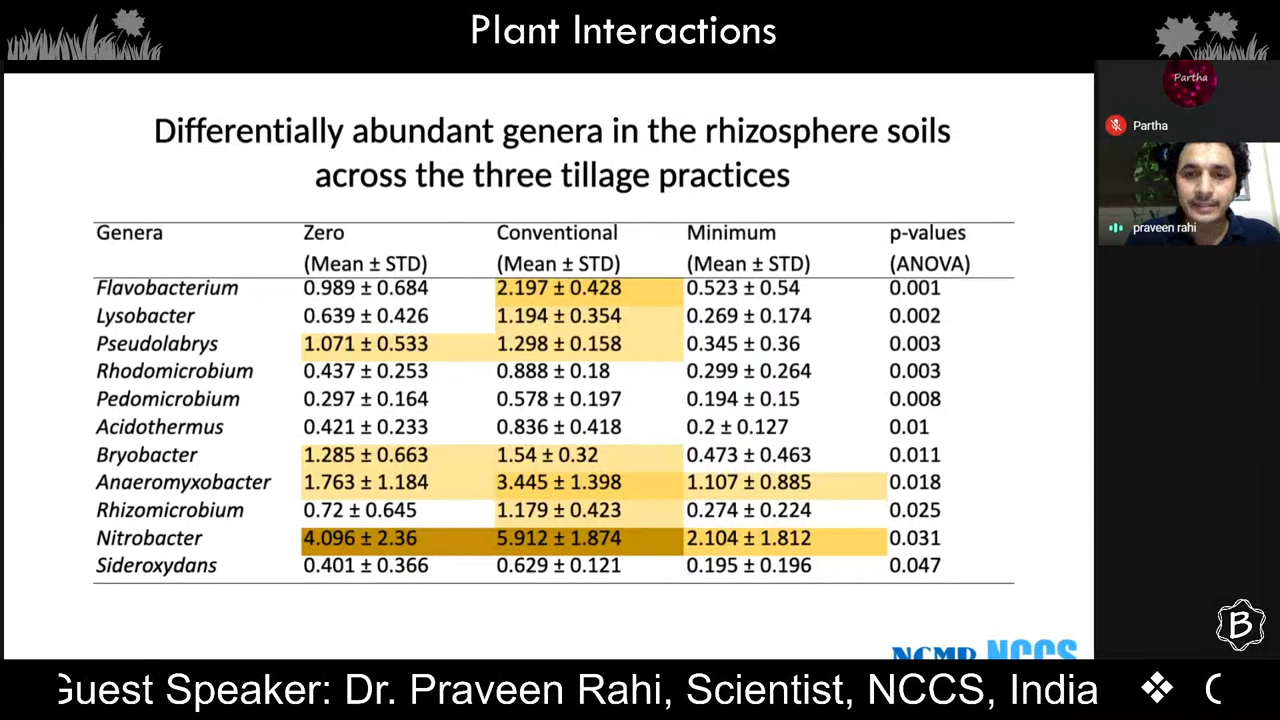 Plant Interactions
Differentially abundant genera in the rhizosphere soils
across the three tillage practices
Genera Zero Conventional Minimum p-values
(Mean ± STD) (Mean ± STD) (Mean ± STD) (ANOVA)
Flavobacterium 0.989 ± 0.684 2.197 ± 0.428 0.523 ± 0.54 0.001
Lysobacter 0.639 ± 0.426 1.194 ± 0.354 0.269 ± 0.174 0.002
Pseudolabrys 1.071 ± 0.533 1.298 ± 0.158 0.345 ± 0.36 0.003
Rhodomicrobium 0.437 ± 0.253 0.888 ± 0.18 0.299 ± 0.264 0.003
Pedomicrobium 0.297 ± 0.164 0.578 ± 0.197 0.194 ± 0.15 0.008
Acidothermus 0.421 ± 0.233 0.836 ± 0.418 0.2 ± 0.127 0.01
Bryobacter 1.285 ± 0.663 1.54 ± 0.32 0.473 ± 0.463 0.011
Anaeromyxobacter 1.763 ± 1.184 3.445 ± 1.398 1.107 ± 0.885 0.018
Rhizomicrobium 0.72 ± 0.645 1.179 ± 0.423 0.274 ± 0.224 0.025
Nitrobacter 4.096 ± 2.36 5.912 ± 1.874 2.104 ± 1.812 0.031
Sideroxydans 0.401 ± 0.366 0.629 ± 0.121 0.195 ± 0.196 0.047
NCMR NCCS
Partha
Partha
praveen rahi
B
Guest Speaker: Dr. Praveen Rahi, Scientist, NCCS, India ❖